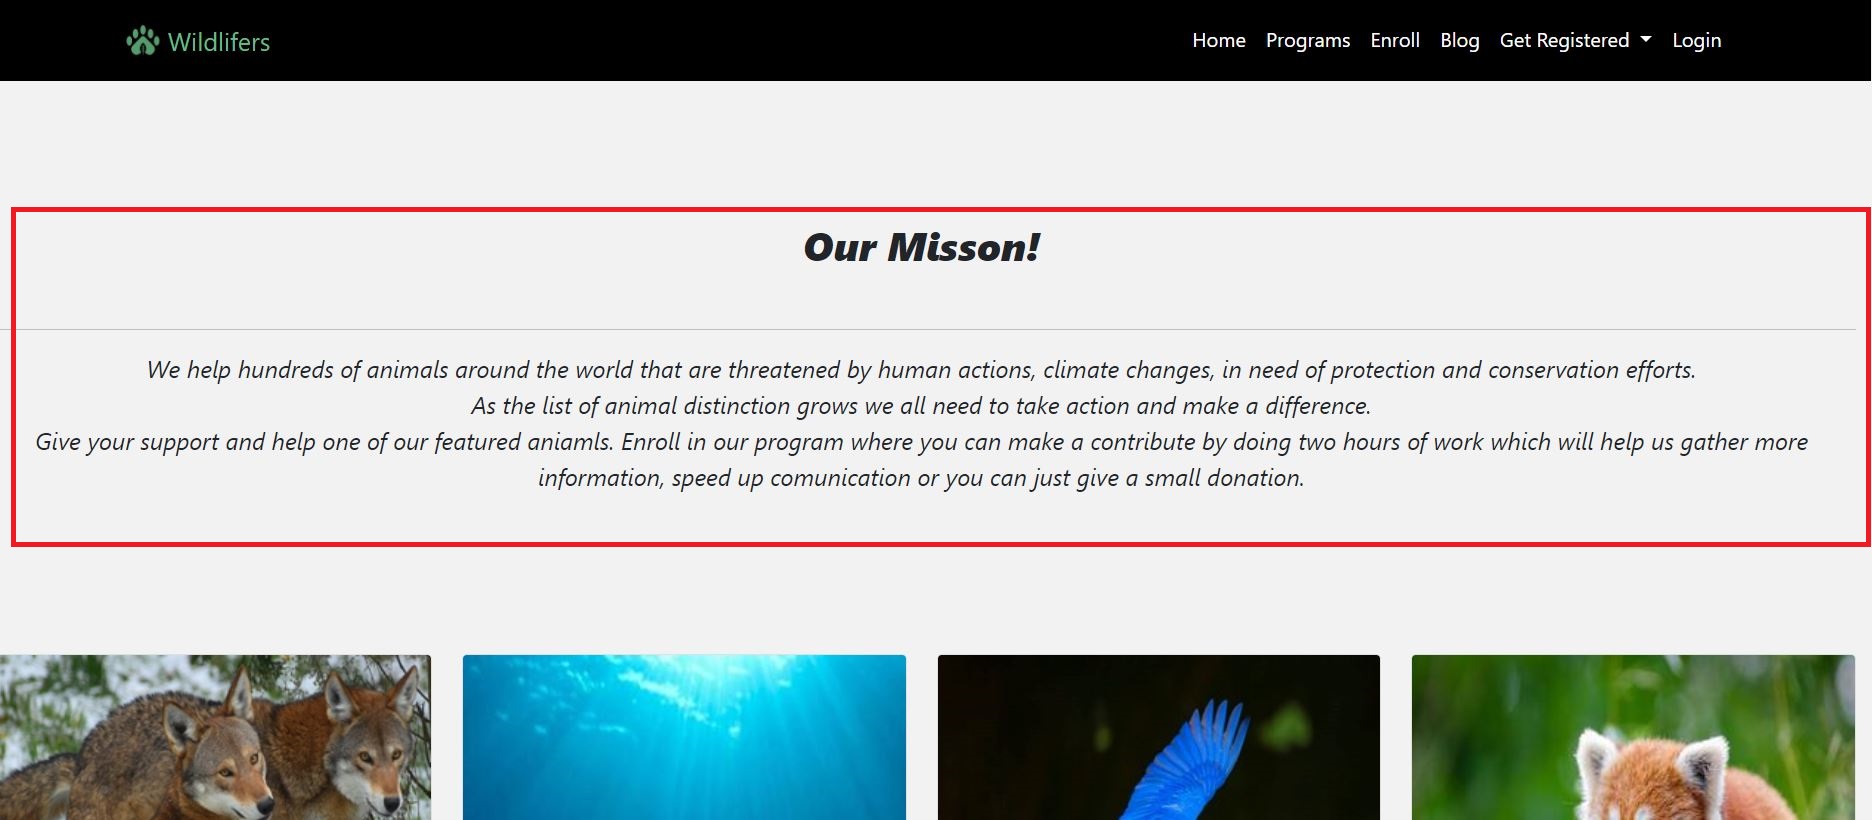 Wildlifers
Home Programs Enroll Blog Get Registered Login
Our Misson!
We help hundreds of animals around the world that are threatened by human actions, climate changes, in need of protection and conservation efforts.
As the list of animal distinction grows we all need to take action and make a difference.
Give your support and help one of our featured aniamls. Enroll in our program where you can make a contribute by doing two hours of work which will help us gather more
information, speed up comunication or you can just give a small donation.